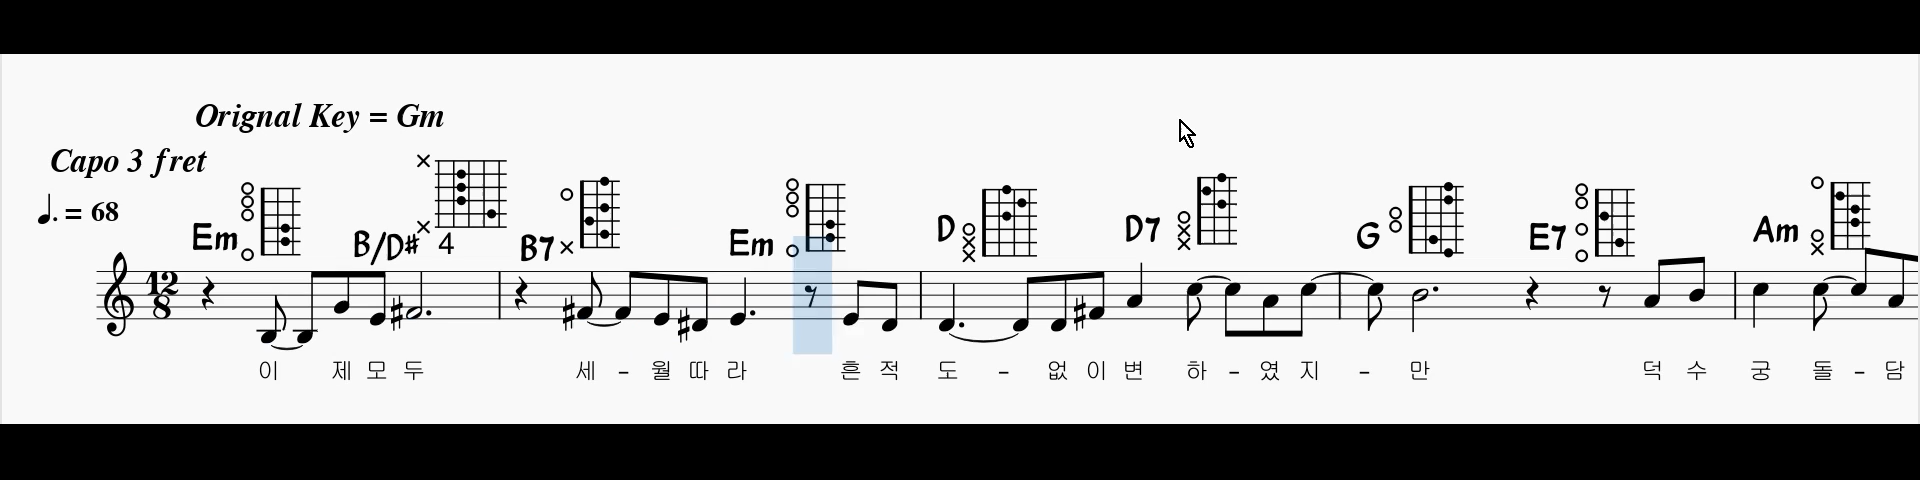 Orignal Key = Gm
Capo 3 fret
♩. = 68
Em B/D# 4 B7 Em D D7 G E7 Am
12
8
이 제 모 두 세 - 월 따 라 흔 적 도 - 없 이 변 하 - 였 지 - 만 덕 수 궁 돌 - 담